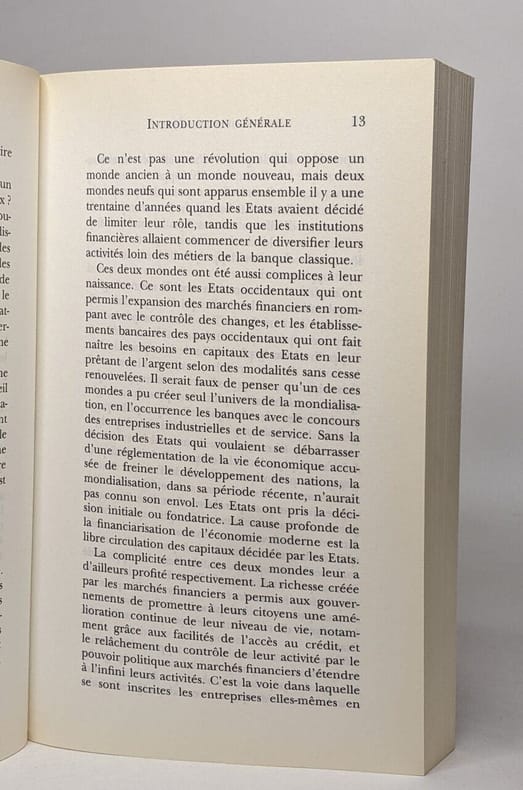 INTRODUCTION GÉNÉRALE 13
Ce n'est pas une révolution qui oppose un
monde ancien à un monde nouveau, mais deux
mondes neufs qui sont apparus ensemble il y a une
trentaine d'années quand les Etats avaient décidé
de limiter leur rôle, tandis que les institutions
financières allaient commencer de diversifier leurs
activités loin des métiers de la banque classique.
Ces deux mondes ont été aussi complices à leur
naissance. Ce sont les Etats occidentaux qui ont
permis l'expansion des marchés financiers en rom-
pant avec le contrôle des changes, et les établisse-
ments bancaires des pays occidentaux qui ont fait
naître les besoins en capitaux des Etats en leur
prêtant de l'argent selon des modalités sans cesse
renouvelées. Il serait faux de penser qu'un de ces
mondes a pu créer seul l'univers de la mondialisa-
tion, en l'occurrence les banques avec le concours
des entreprises industrielles et de service. Sans la
décision des Etats qui voulaient se débarrasser
d'une réglementation de la vie économique accu-
sée de freiner le développement des nations, la
mondialisation, dans sa période récente, n'aurait
pas connu son envol. Les Etats ont pris la déci-
sion initiale ou fondatrice. La cause profonde de
la financiarisation de l'économie moderne est la
libre circulation des capitaux décidée par les Etats.
La complicité entre ces deux mondes leur a
d'ailleurs profité respectivement. La richesse créée
par les marchés financiers a permis aux gouver-
nements de promettre à leurs citoyens une amé-
lioration continue de leur niveau de vie, notam-
ment grâce aux facilités de l'accès au crédit, et
le relâchement du contrôle de leur activité par le
pouvoir politique aux marchés financiers d'étendre
à l'infini leurs activités. C'est la voie dans laquelle
se sont inscrites les entreprises elles-mêmes en